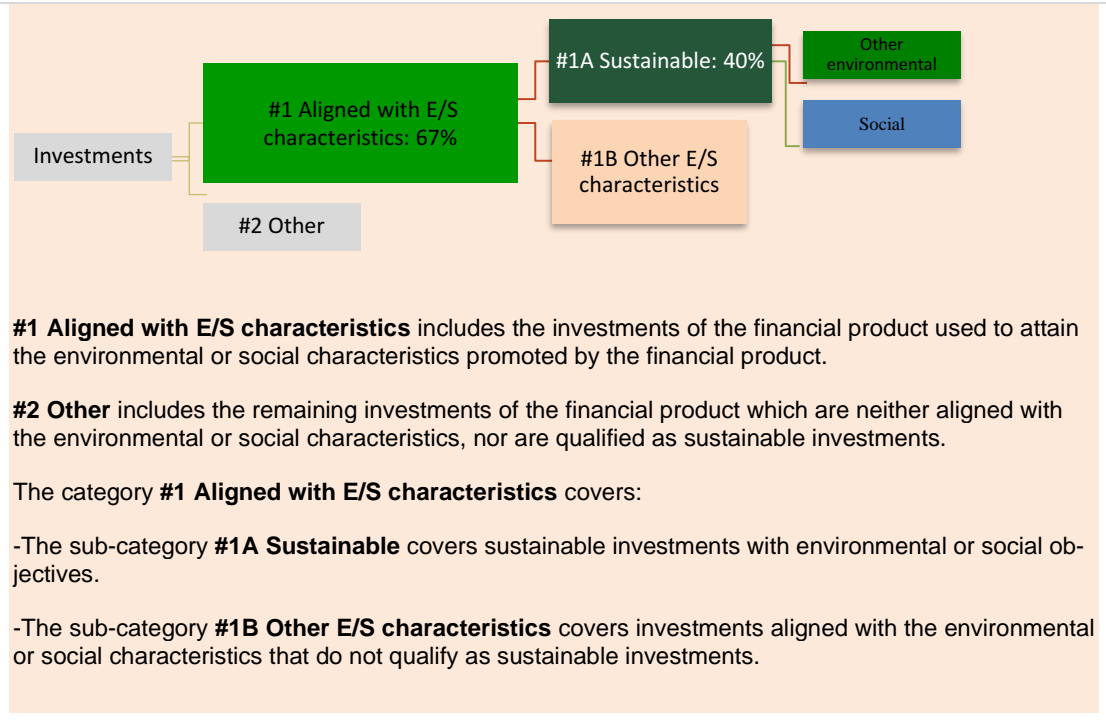 Other
environmental
#1A Sustainable: 40%
#1 Aligned with E/S
characteristics: 67%
Social
Investments
#1B Other E/S
characteristics
#2 Other
#1 Aligned with E/S characteristics includes the investments of the financial product used to attain
the environmental or social characteristics promoted by the financial product.
#2 Other includes the remaining investments of the financial product which are neither aligned with
the environmental or social characteristics, nor are qualified as sustainable investments.
The category #1 Aligned with E/S characteristics covers:
-The sub-category #1A Sustainable covers sustainable investments with environmental or social ob-
jectives.
-The sub-category #1B Other E/S characteristics covers investments aligned with the environmental
or social characteristics that do not qualify as sustainable investments.